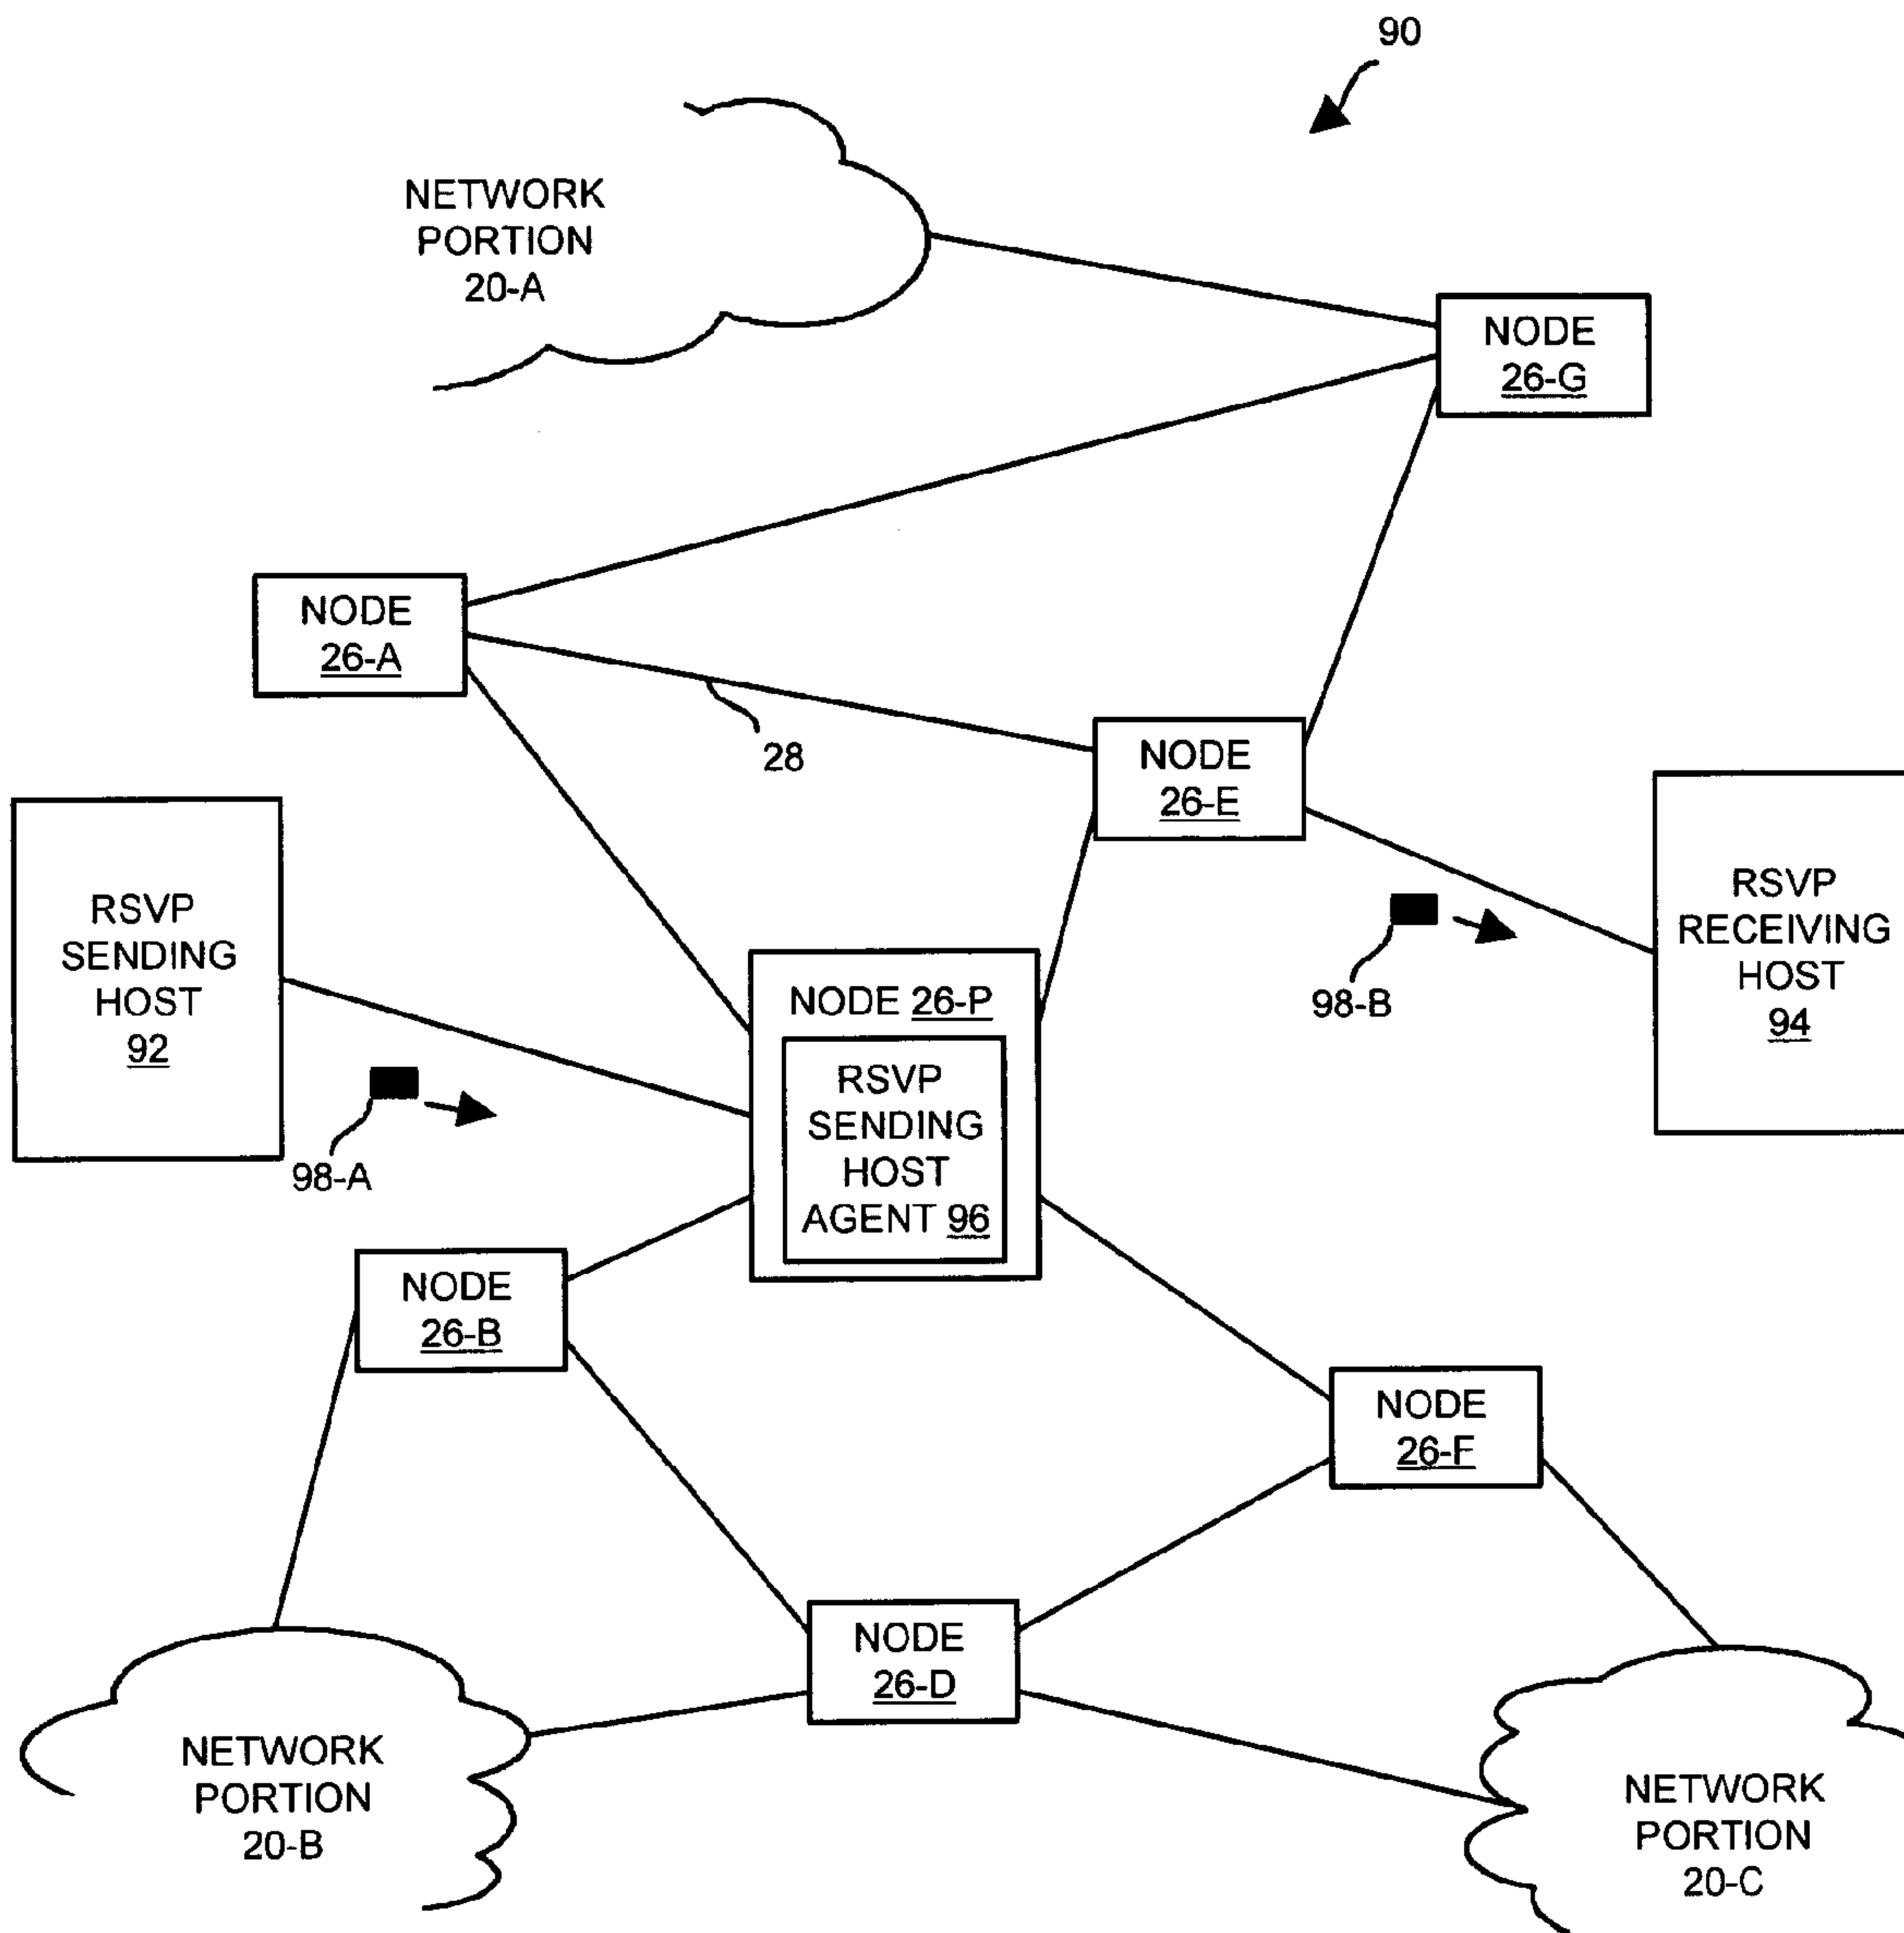 90
NETWORK
PORTION
20-A
NODE
26-G
NODE
26-A
28
NODE
26-E
RSVP
SENDING
HOST
92
RSVP
RECEIVING
HOST
94
98-B
NODE 26-P
RSVP
SENDING
HOST
AGENT 96
98-A
NODE
26-B
NODE
26-F
NODE
26-D
NETWORK
PORTION
20-B
NETWORK
PORTION
20-C